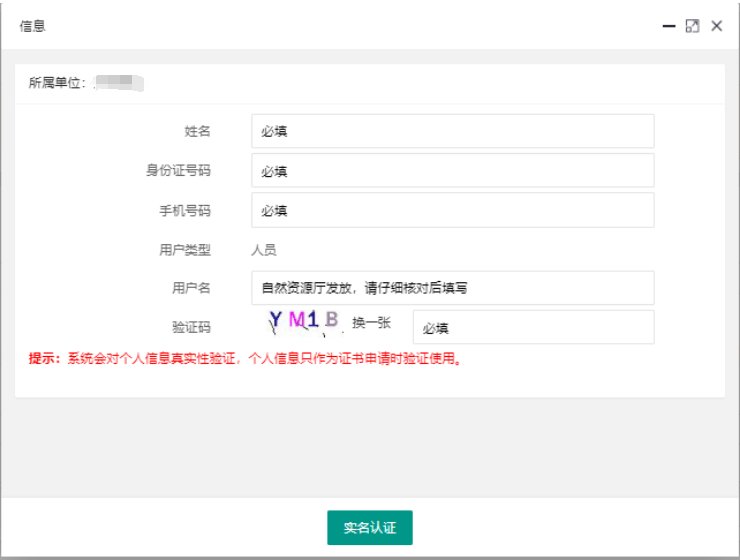 信息
所属单位：
姓名 必填
身份证号码 必填
手机号码 必填
用户类型 人员
用户名 自然资源厅发放，请仔细核对后填写
验证码 YM1B 换一张 必填
提示：系统会对个人信息真实性验证，个人信息只作为证书申请时验证使用。
实名认证